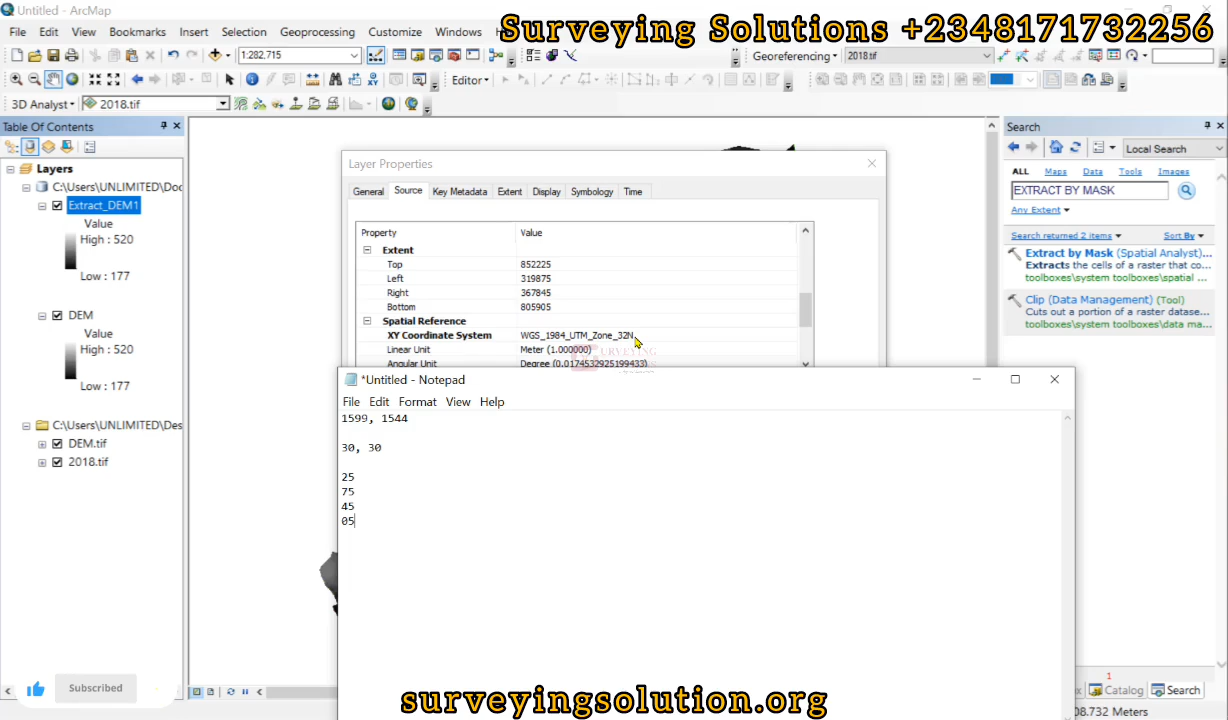 Untitled - ArcMap
Surveying Solutions +2348171732256
File Edit View Bookmarks Insert Selection Geoprocessing Customize Windows
1:282,715
Georeferencing 2018.tif
Editor
3D Analyst 2018.tif
Table Of Contents
Layers
C:\Users\UNLIMITED\Doc
Extract_DEM1
Value
High : 520
Low : 177
DEM
Value
High : 520
Low : 177
C:\Users\UNLIMITED\Des
DEM.tif
2018.tif
Layer Properties
General Source Key Metadata Extent Display Symbology Time
Property Value
Extent
Top 852225
Left 319875
Right 367845
Bottom 805905
Spatial Reference
XY Coordinate System WGS_1984_UTM_Zone_32N
Linear Unit Meter (1.000000)
Angular Unit Degree (0.0174532925199433)
SURVEYING
*Untitled - Notepad
File Edit Format View Help
1599, 1544
30, 30
25
75
45
05
Search
Local Search
ALL Maps Data Tools Images
EXTRACT BY MASK
Any Extent
Search returned 2 items Sort By
Extract by Mask (Spatial Analyst)...
Extracts the cells of a raster that co...
toolboxes\system toolboxes\spatial ...
Clip (Data Management) (Tool)
Cuts out a portion of a raster datase...
toolboxes\system toolboxes\data ma...
1
Catalog Search
08.732 Meters
Subscribed
surveyingsolution.org